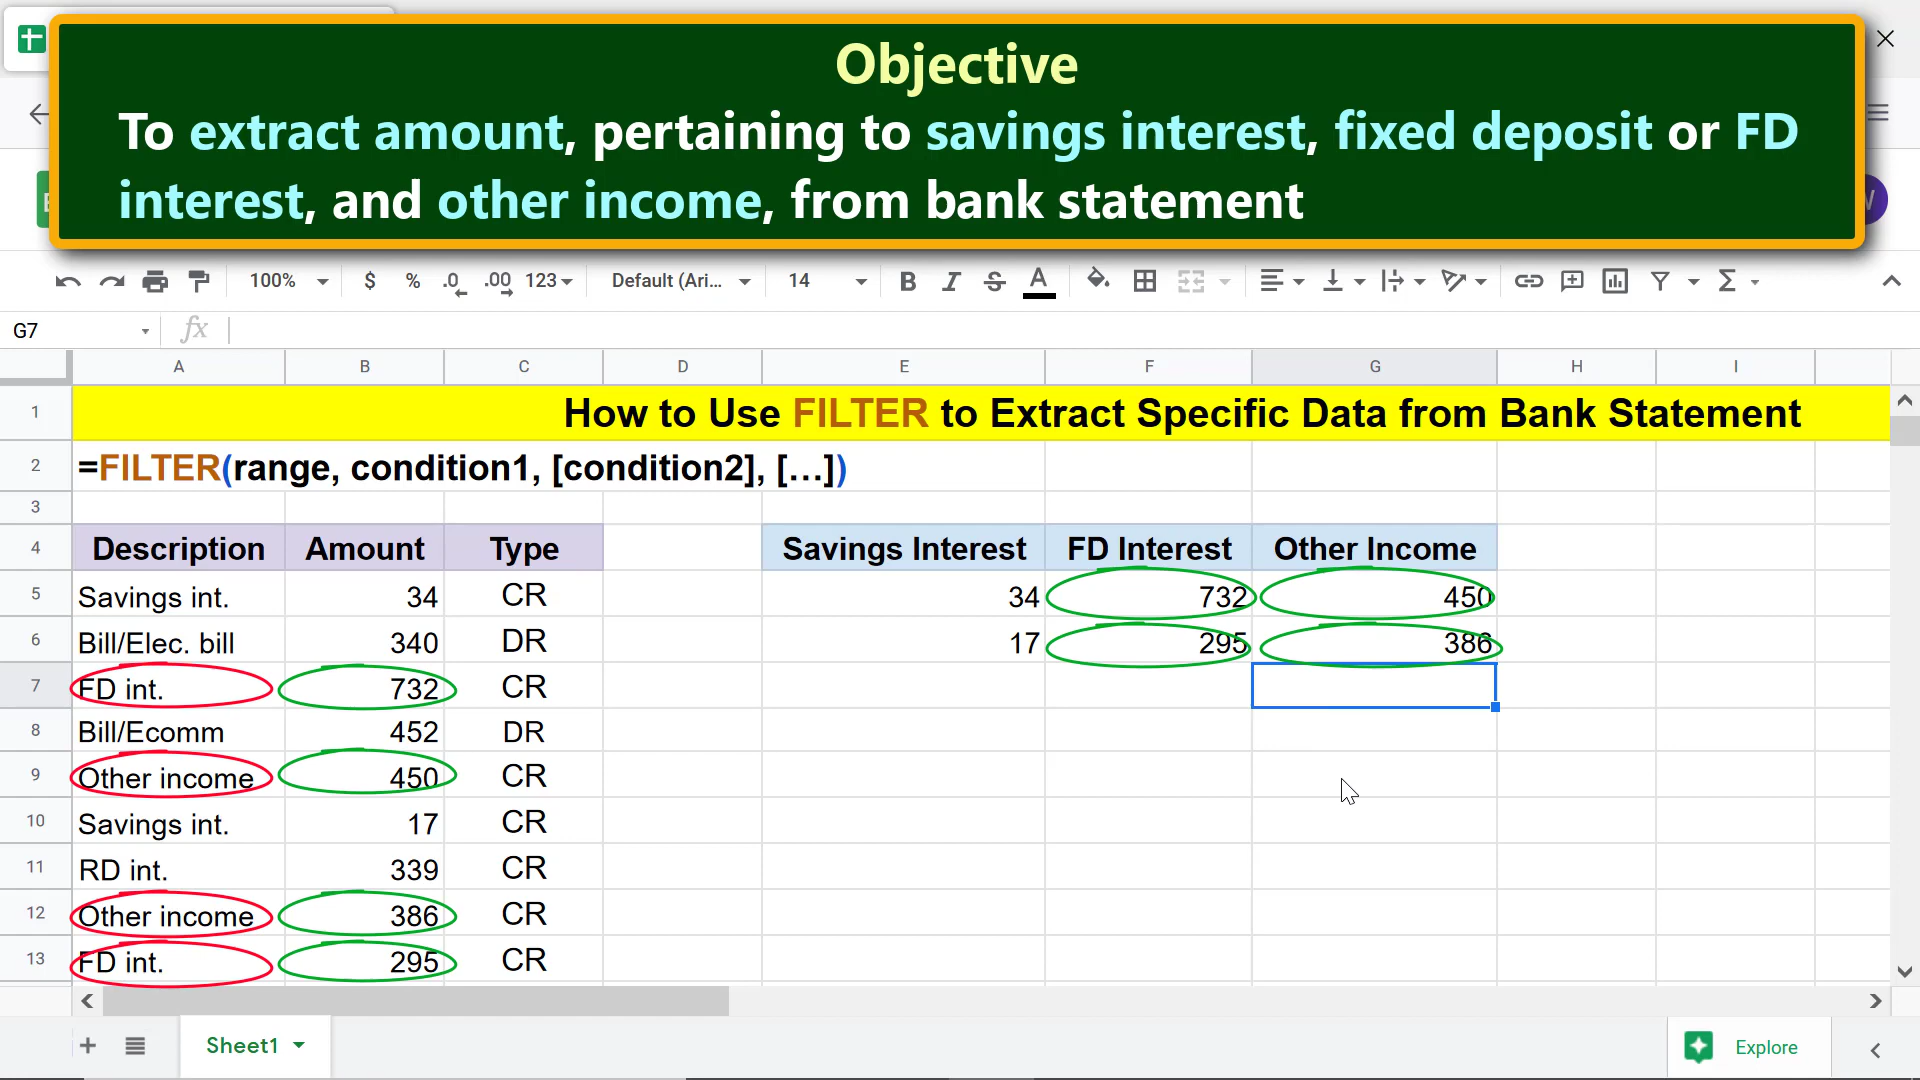 Objective
To extract amount, pertaining to savings interest, fixed deposit or FD
interest, and other income, from bank statement
100% $ % .0 .00 123 Default (Ari... 14 B I S A
G7 fx
A B C D E F G H I
1 How to Use FILTER to Extract Specific Data from Bank Statement
2 =FILTER(range, condition1, [condition2], [...])
3
4 Description Amount Type Savings Interest FD Interest Other Income
5 Savings int. 34 CR 34 732 450
6 Bill/Elec. bill 340 DR 17 295 386
7 FD int. 732 CR
8 Bill/Ecomm 452 DR
9 Other income 450 CR
10 Savings int. 17 CR
11 RD int. 339 CR
12 Other income 386 CR
13 FD int. 295 CR
Sheet1 Explore